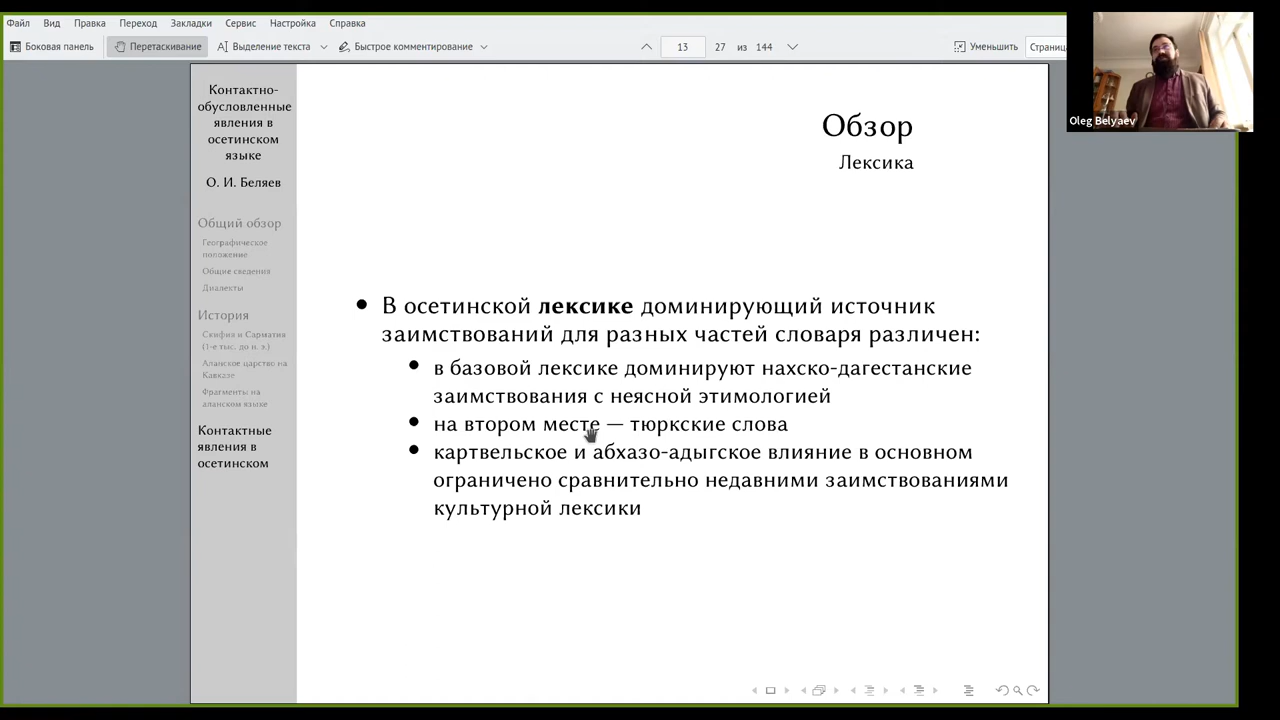 Файл Вид Правка Переход Закладки Сервис Настройка Справка
Боковая панель Перетаскивание Выделение текста Быстрое комментирование 13 27 из 144 Уменьшить Страниц
Oleg Belyaev
Контактно-
обусловленные
явления в
осетинском
языке
О. И. Беляев
Общий обзор
Географическое
положение
Общие сведения
Диалекты
История
Скифия и Сарматия
(1-е тыс. до н. э.)
Аланское царство на
Кавказе
Фрагменты на
аланском языке
Контактные
явления в
осетинском
Обзор
Лексика
• В осетинской лексике доминирующий источник
заимствований для разных частей словаря различен:
• в базовой лексике доминируют нахско-дагестанские
заимствования с неясной этимологией
• на втором месте — тюркские слова
• картвельское и абхазо-адыгское влияние в основном
ограничено сравнительно недавними заимствованиями
культурной лексики